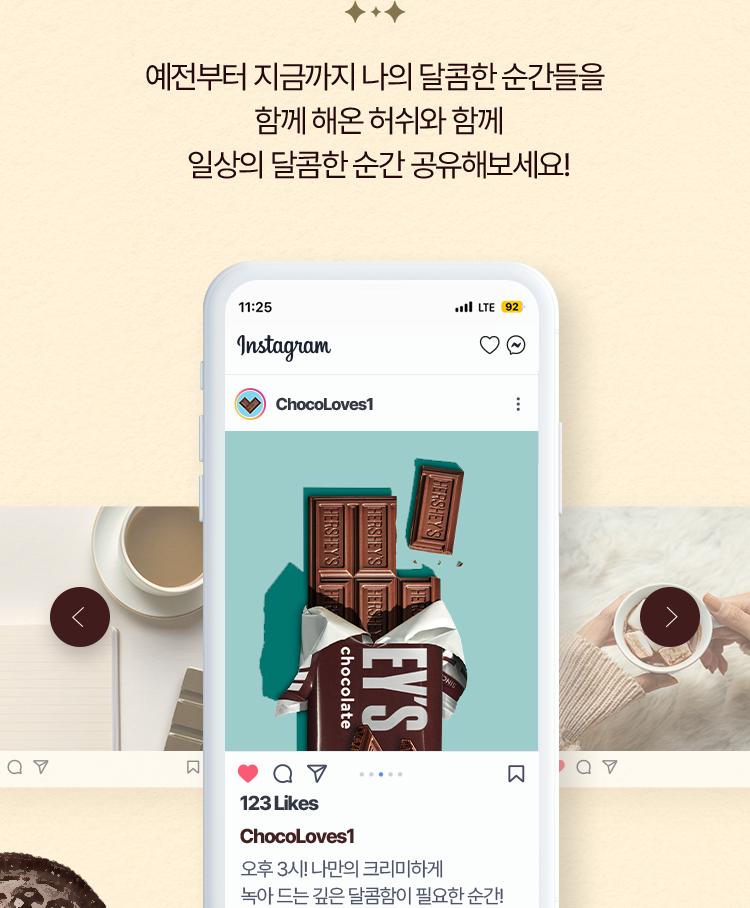 예전부터 지금까지 나의 달콤한 순간들을
함께 해온 허쉬와 함께
일상의 달콤한 순간 공유해보세요!
11:25
LTE 92
Instagram
ChocoLoves1
HERSHEY'S
HERSHEY'S
HERSHEY'S
HERSHEY'S
EY'S
chocolate
123 Likes
ChocoLoves1
오후 3시! 나만의 크리미하게
녹아 드는 깊은 달콤함이 필요한 순간!